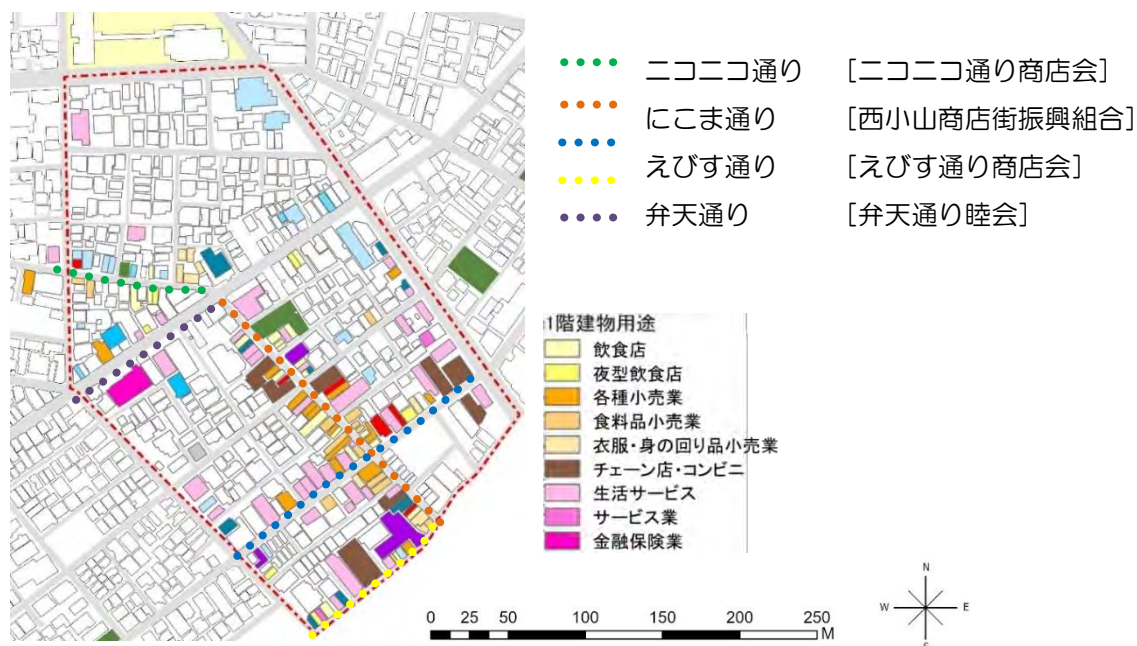 ニコニコ通り [ニコニコ通り商店会]
にこま通り [西小山商店街振興組合]
えびす通り [えびす通り商店会]
弁天通り [弁天通り睦会]
1階建物用途
飲食店
夜型飲食店
各種小売業
食料品小売業
衣服・身の回り品小売業
チェーン店・コンビニ
生活サービス
サービス業
金融保険業
N
W E
S
0 25 50 100 150 200 250
M